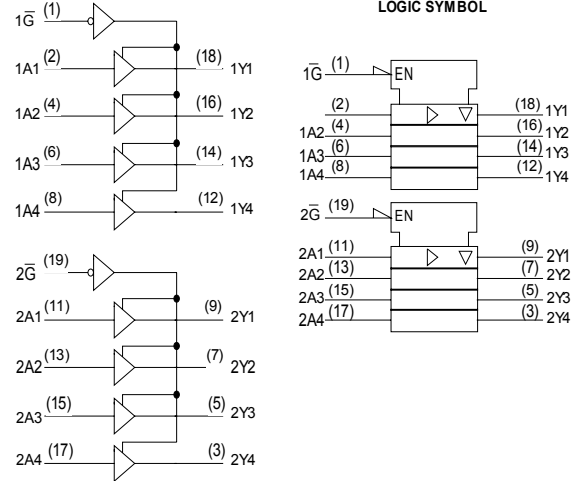 1G̅ (1)
1A1 (2) (18) 1Y1
1A2 (4) (16) 1Y2
1A3 (6) (14) 1Y3
1A4 (8) (12) 1Y4
2G̅ (19)
2A1 (11) (9) 2Y1
2A2 (13) (7) 2Y2
2A3 (15) (5) 2Y3
2A4 (17) (3) 2Y4
LOGIC SYMBOL
1G̅ (1) EN
(2) (18) 1Y1
1A2 (4) (16) 1Y2
1A3 (6) (14) 1Y3
1A4 (8) (12) 1Y4
2G̅ (19) EN
2A1 (11) (9) 2Y1
2A2 (13) (7) 2Y2
2A3 (15) (5) 2Y3
2A4 (17) (3) 2Y4